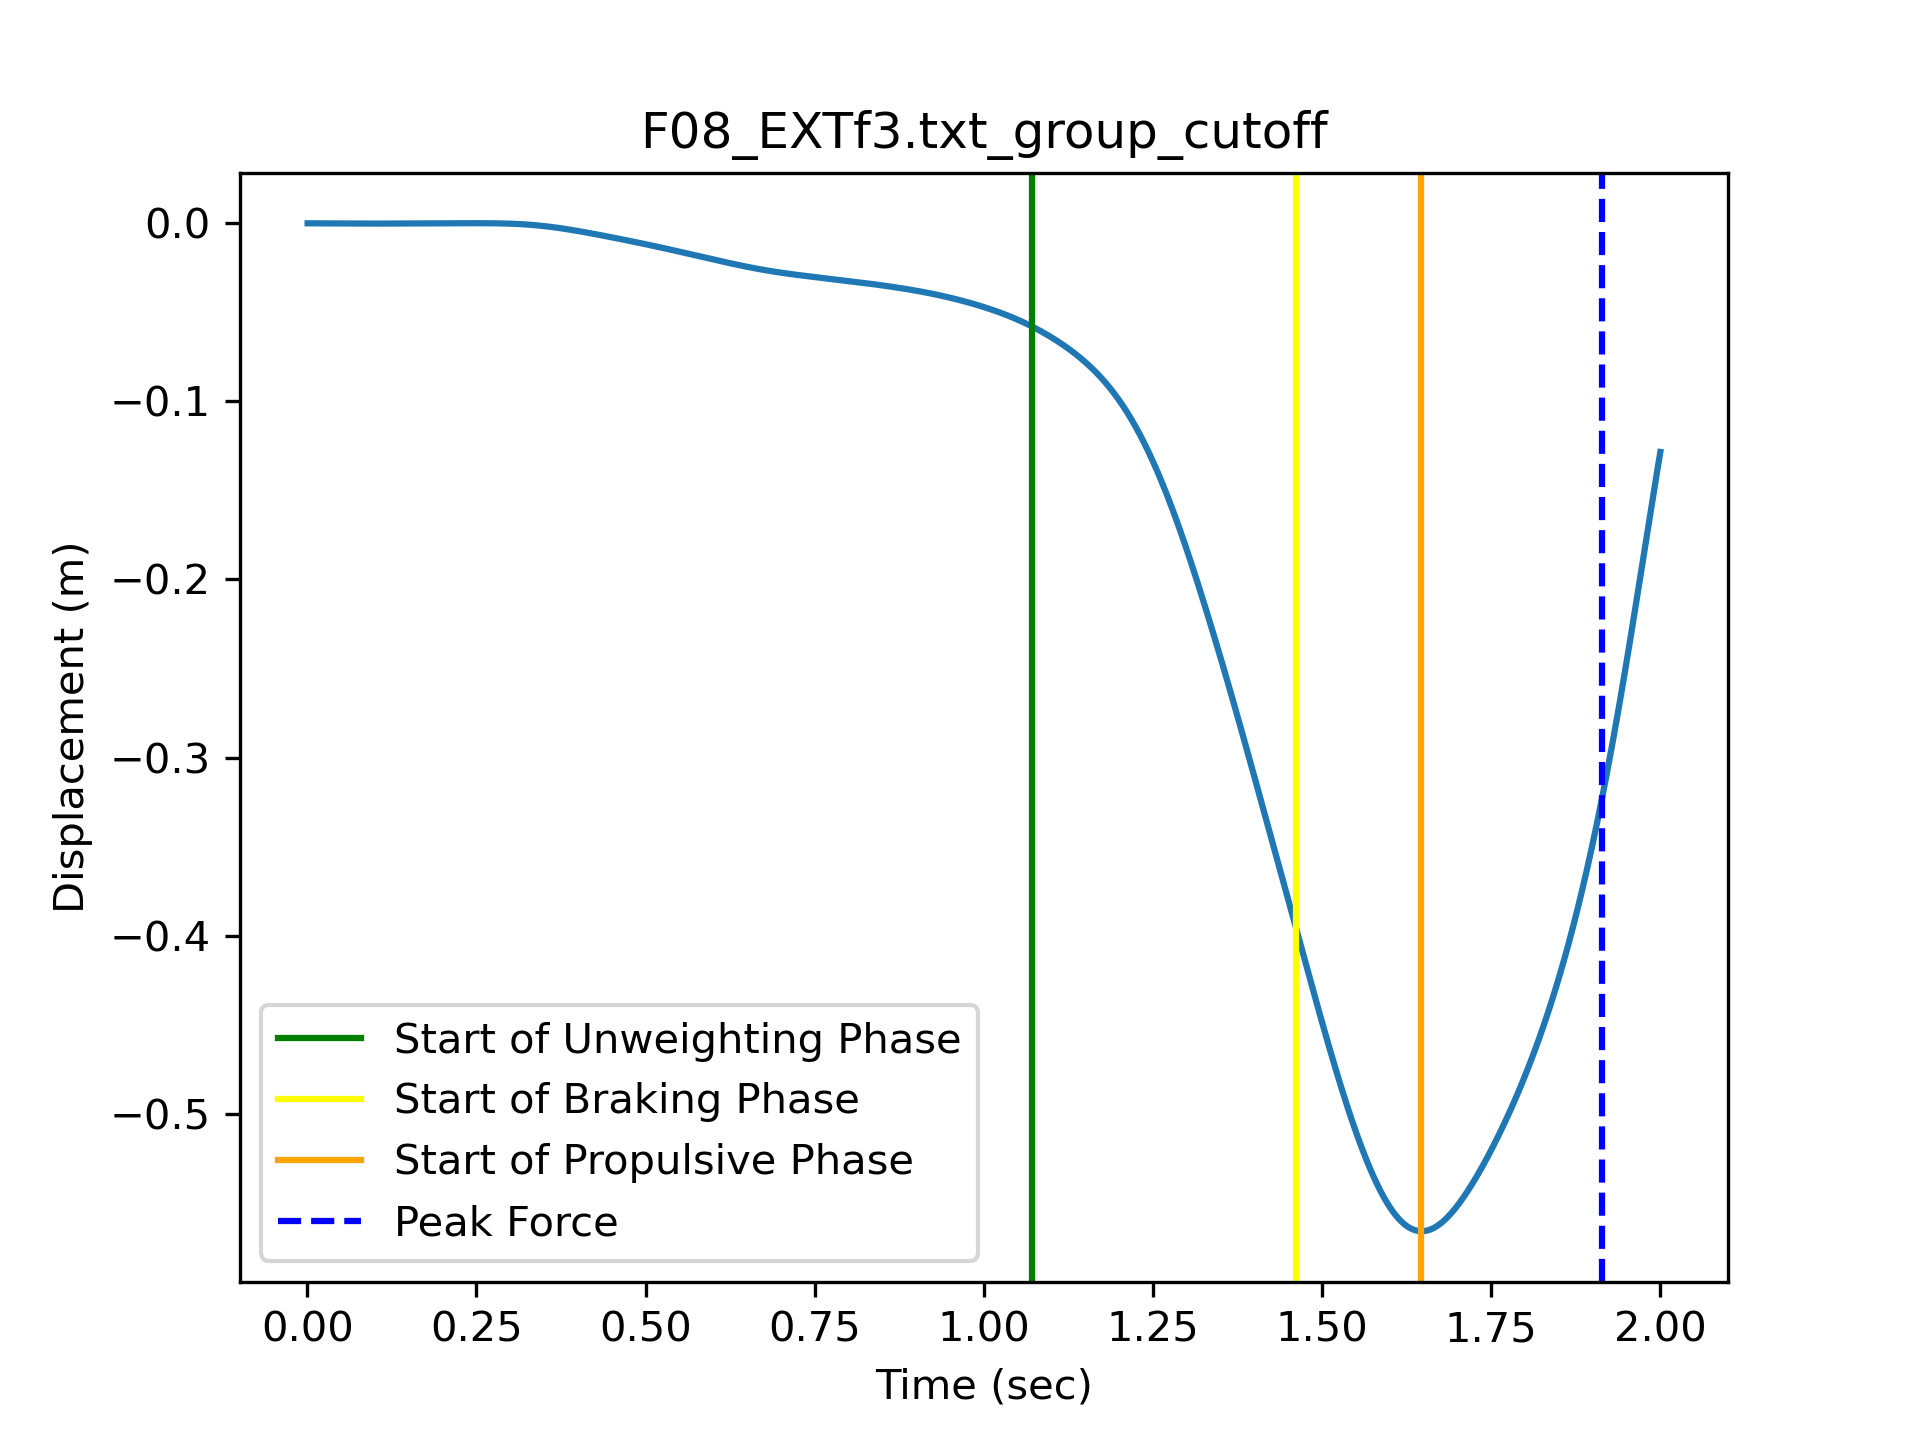 F08_EXTf3.txt_group_cutoff
Displacement (m)
0.0
−0.1
−0.2
−0.3
−0.4
−0.5
Start of Unweighting Phase
Start of Braking Phase
Start of Propulsive Phase
Peak Force
0.00 0.25 0.50 0.75 1.00 1.25 1.50 1.75 2.00
Time (sec)